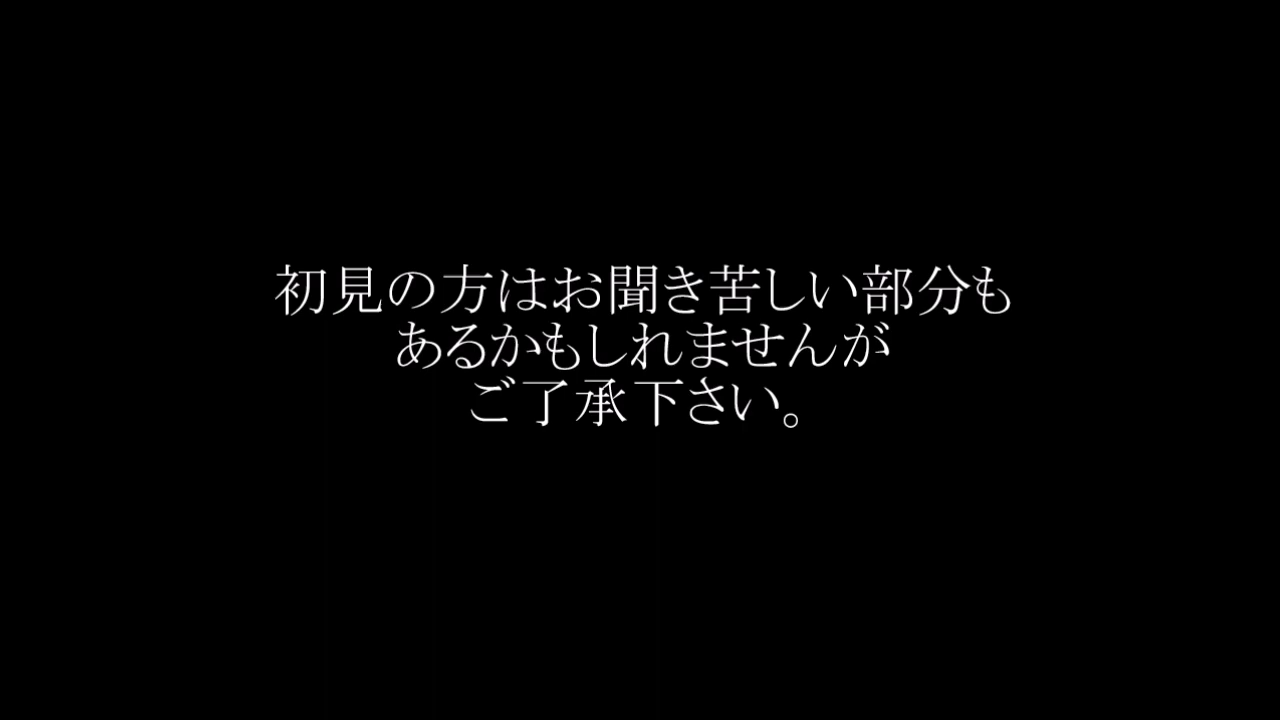 初見の方はお聞き苦しい部分も
あるかもしれませんが
ご了承下さい。